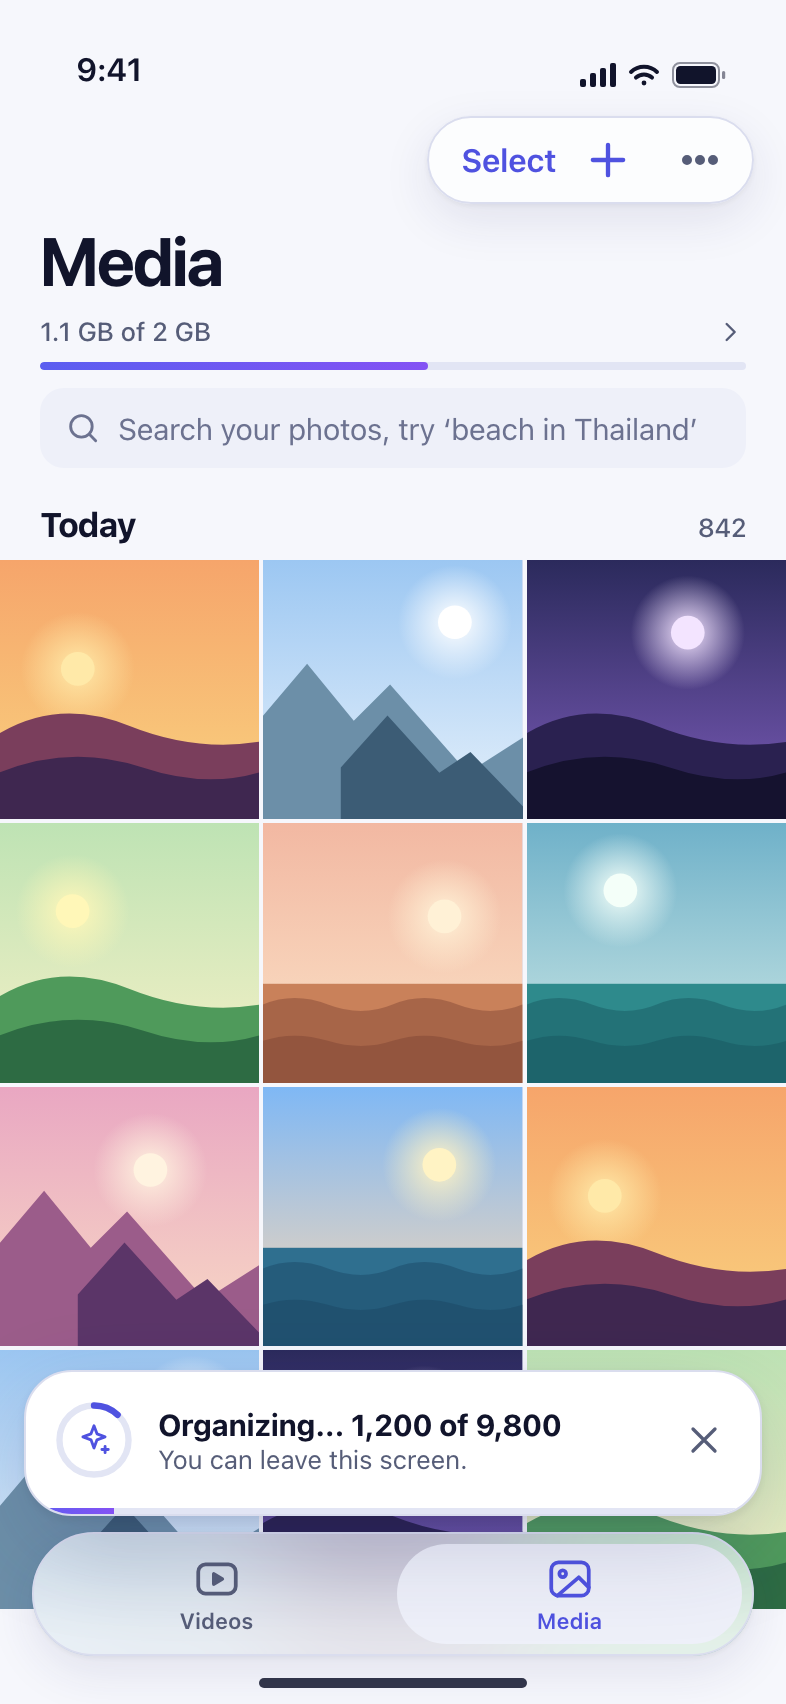 9:41
Select
Media
1.1 GB of 2 GB
Search your photos, try ‘beach in Thailand’
Today
842
Organizing... 1,200 of 9,800
You can leave this screen.
Videos
Media